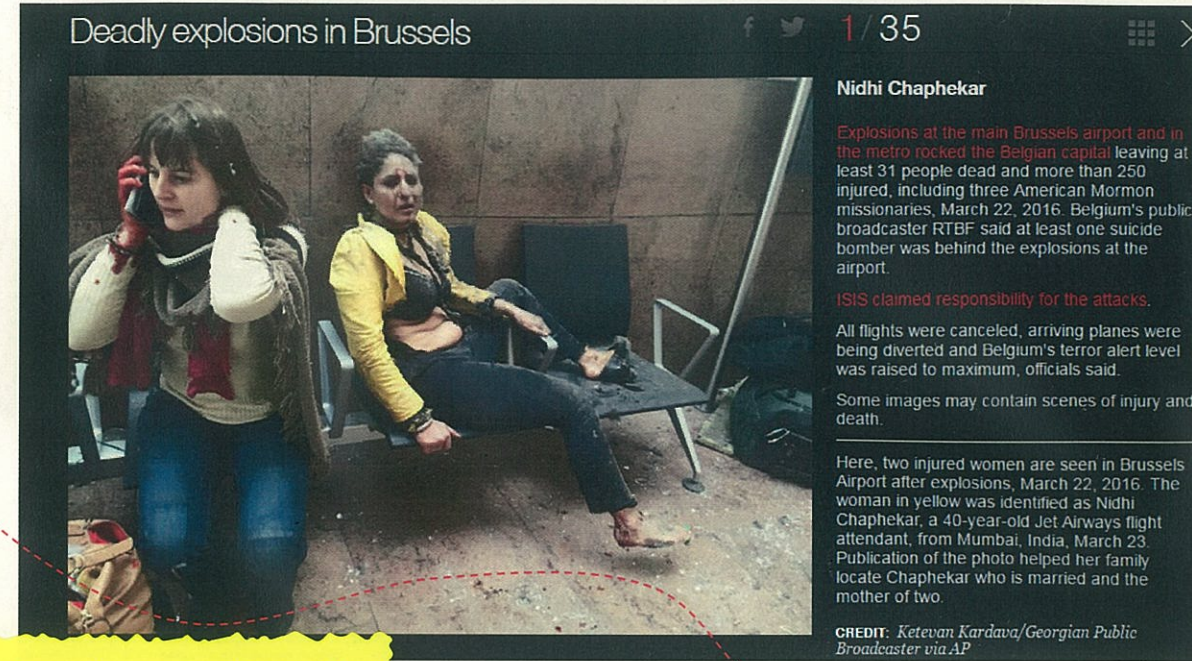 Deadly explosions in Brussels
1/35
Nidhi Chaphekar
Explosions at the main Brussels airport and in
the metro rocked the Belgian capital leaving at
least 31 people dead and more than 250
injured, including three American Mormon
missionaries, March 22, 2016. Belgium's public
broadcaster RTBF said at least one suicide
bomber was behind the explosions at the
airport.
ISIS claimed responsibility for the attacks.
All flights were canceled, arriving planes were
being diverted and Belgium's terror alert level
was raised to maximum, officials said.
Some images may contain scenes of injury and
death.
Here, two injured women are seen in Brussels
Airport after explosions, March 22, 2016. The
woman in yellow was identified as Nidhi
Chaphekar, a 40-year-old Jet Airways flight
attendant, from Mumbai, India, March 23.
Publication of the photo helped her family
locate Chaphekar who is married and the
mother of two.
CREDIT: Ketevan Kardava/Georgian Public
Broadcaster via AP